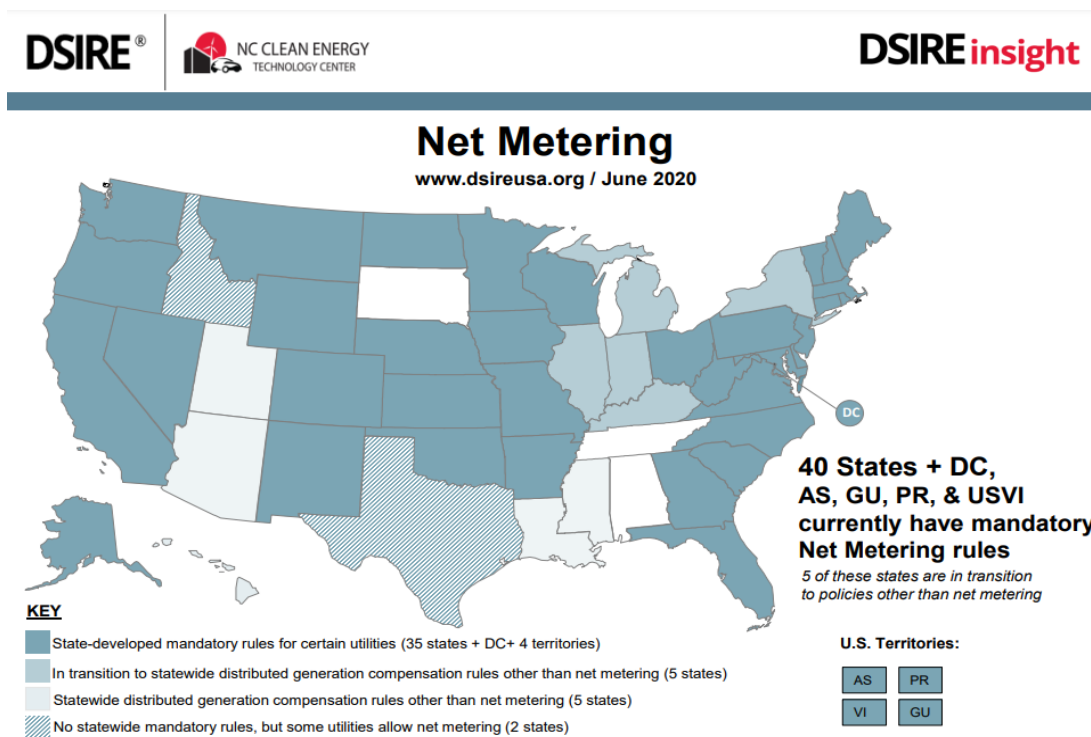 DSIRE®
NC CLEAN ENERGY
TECHNOLOGY CENTER
DSIRE insight
Net Metering
www.dsireusa.org / June 2020
DC
40 States + DC,
AS, GU, PR, & USVI
currently have mandatory
Net Metering rules
5 of these states are in transition
to policies other than net metering
KEY
State-developed mandatory rules for certain utilities (35 states + DC+ 4 territories)
In transition to statewide distributed generation compensation rules other than net metering (5 states)
Statewide distributed generation compensation rules other than net metering (5 states)
No statewide mandatory rules, but some utilities allow net metering (2 states)
U.S. Territories:
AS PR
VI GU